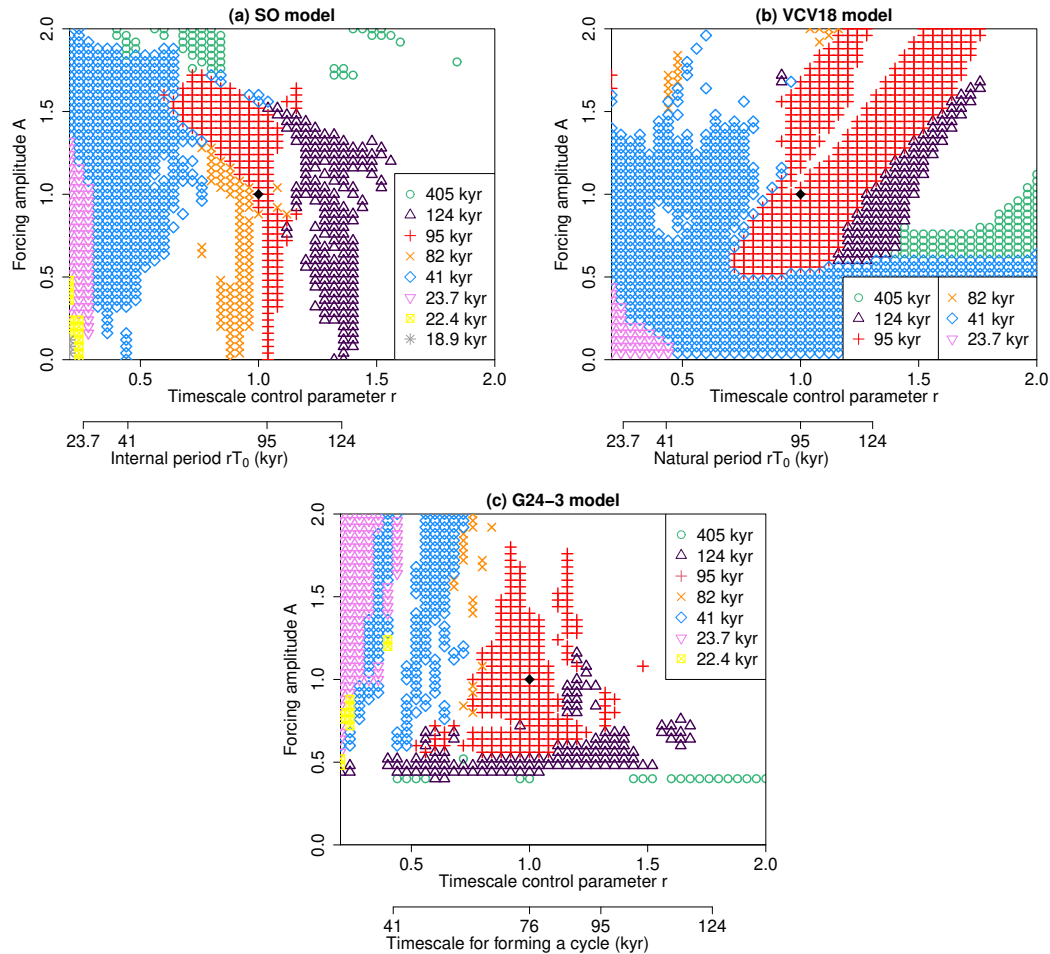 (a) SO model
Forcing amplitude A
2.0
1.5
1.0
0.5
0.0
405 kyr
124 kyr
95 kyr
82 kyr
41 kyr
23.7 kyr
22.4 kyr
18.9 kyr
0.5 1.0 1.5 2.0
Timescale control parameter r
23.7 41 95 124
Internal period rT₀ (kyr)
(b) VCV18 model
Forcing amplitude A
2.0
1.5
1.0
0.5
0.0
405 kyr
124 kyr
95 kyr
82 kyr
41 kyr
23.7 kyr
0.5 1.0 1.5 2.0
Timescale control parameter r
23.7 41 95 124
Natural period rT₀ (kyr)
(c) G24−3 model
Forcing amplitude A
2.0
1.5
1.0
0.5
0.0
405 kyr
124 kyr
95 kyr
82 kyr
41 kyr
23.7 kyr
22.4 kyr
0.5 1.0 1.5 2.0
Timescale control parameter r
41 76 95 124
Timescale for forming a cycle (kyr)